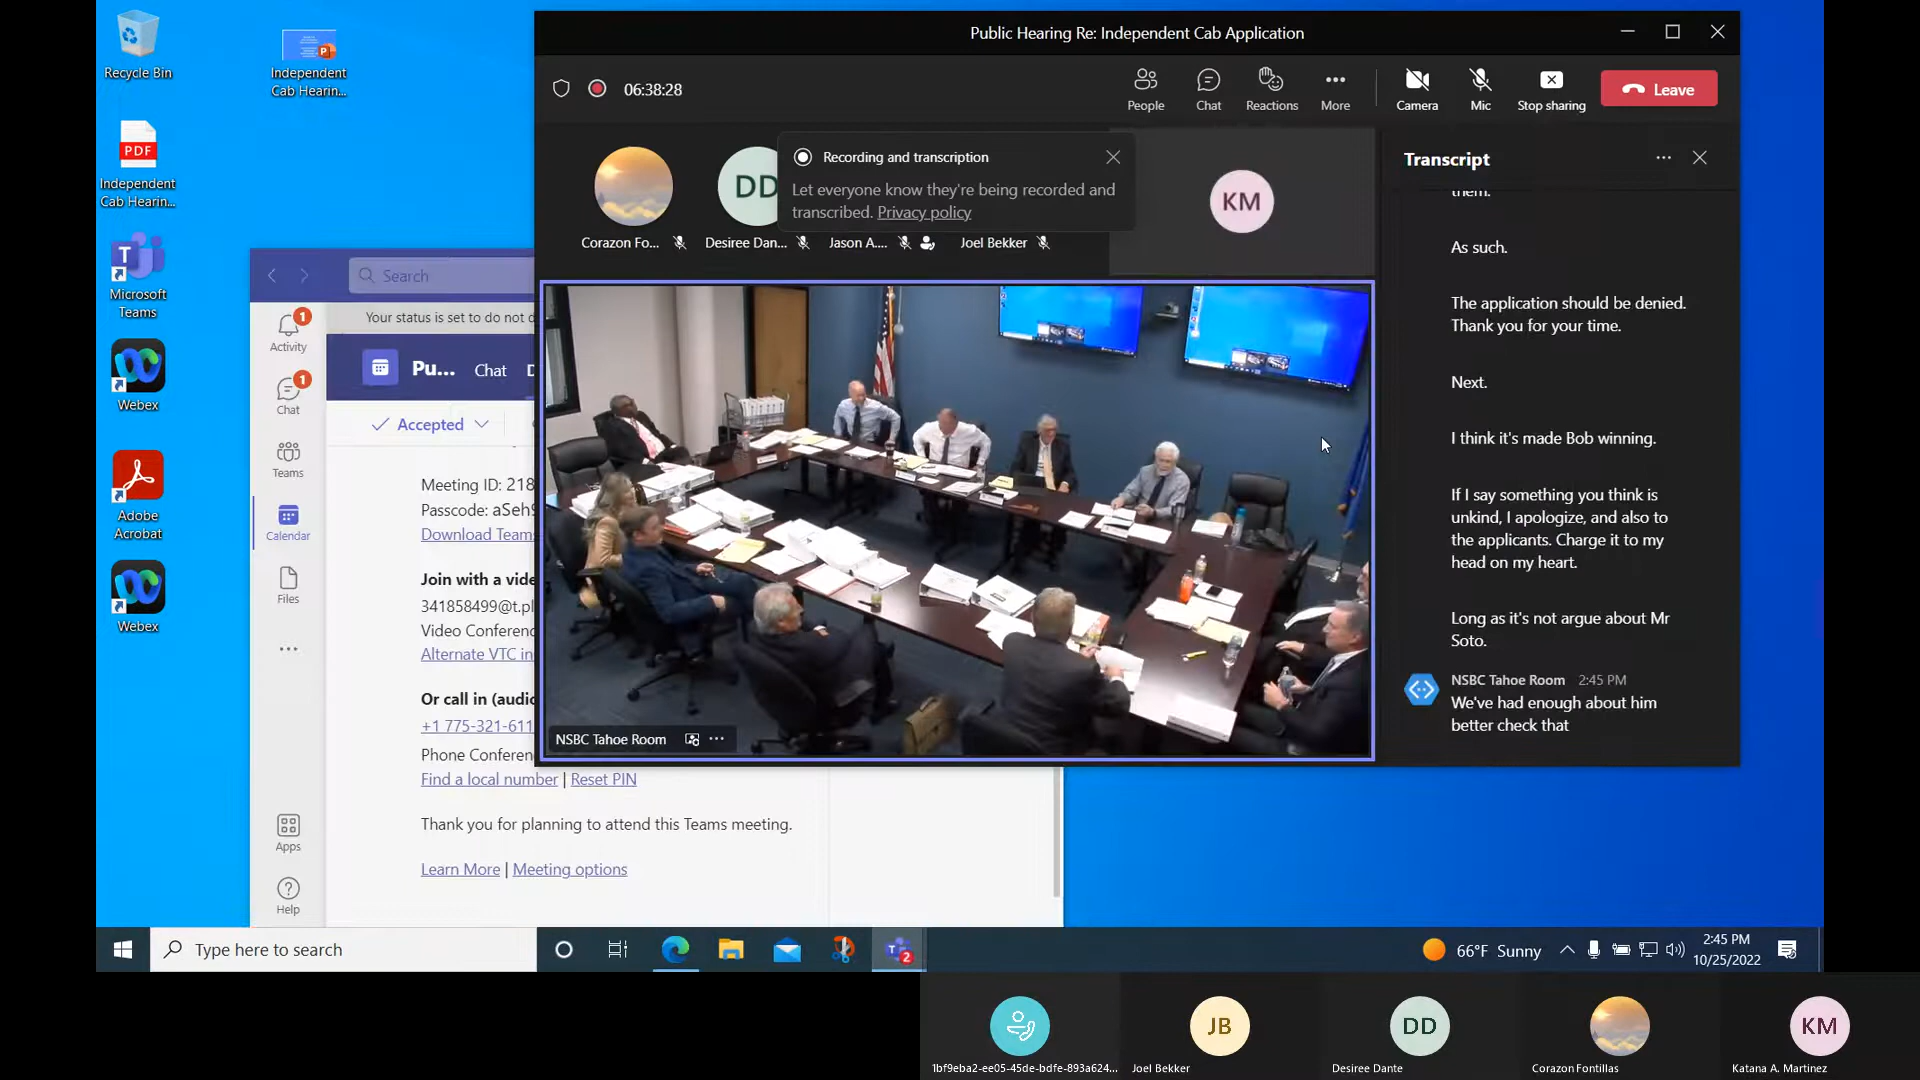 Recycle Bin
Independent
Cab Hearin...
PDF
Independent
Cab Hearin...
Microsoft
Teams
Webex
Adobe
Acrobat
Webex
Public Hearing Re: Independent Cab Application
06:38:28
People
Chat
Reactions
More
Camera
Mic
Stop sharing
Leave
Recording and transcription
Let everyone know they're being recorded and
transcribed. Privacy policy
DD
KM
Corazon Fo...
Desiree Dan...
Jason A....
Joel Bekker
NSBC Tahoe Room
Transcript
them.
As such.
The application should be denied.
Thank you for your time.
Next.
I think it's made Bob winning.
If I say something you think is
unkind, I apologize, and also to
the applicants. Charge it to my
head on my heart.
Long as it's not argue about Mr
Soto.
NSBC Tahoe Room 2:45 PM
We've had enough about him
better check that
Search
Your status is set to do not d
Activity
1
Chat
1
Teams
Calendar
Files
Apps
Help
Pu...
Chat
Accepted
Meeting ID: 218
Passcode: aSeh
Download Team
Join with a vide
341858499@t.pl
Video Conferenc
Alternate VTC in
Or call in (audio
+1 775-321-611
Phone Conferen
Find a local number | Reset PIN
Thank you for planning to attend this Teams meeting.
Learn More | Meeting options
Type here to search
2
66°F Sunny
2:45 PM
10/25/2022
JB
DD
KM
1bf9eba2-ee05-45de-bdfe-893a624...
Joel Bekker
Desiree Dante
Corazon Fontillas
Katana A. Martinez